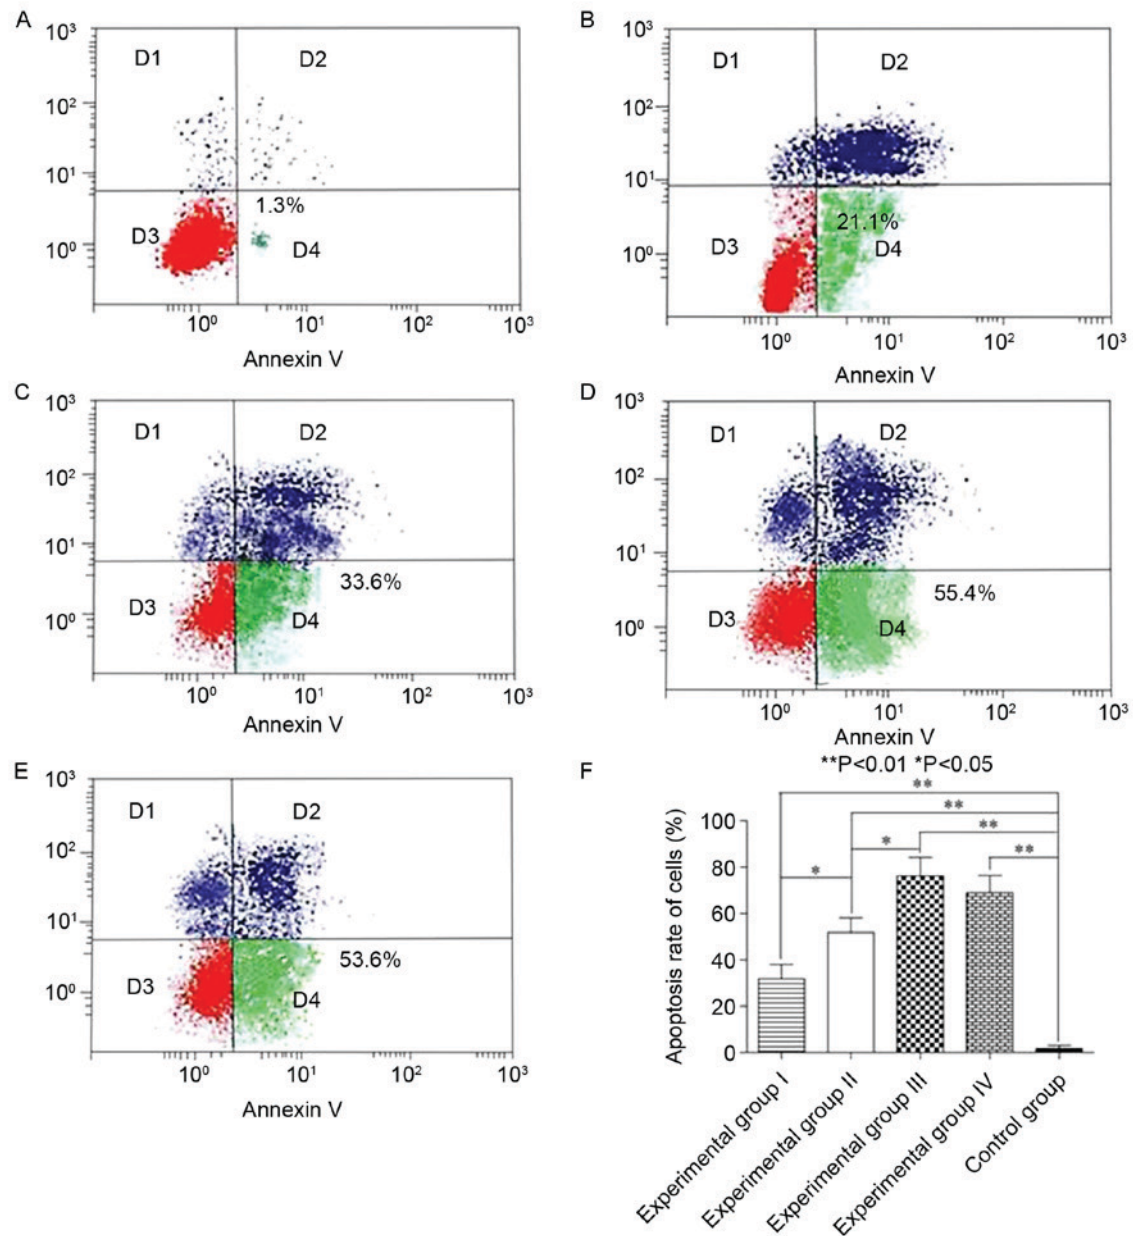 A
10³
D1 D2
10²
10¹
1.3%
D3 D4
10⁰
10⁰ 10¹ 10² 10³
Annexin V
B
10³
D1 D2
10²
10¹
21.1%
D3 D4
10⁰
10⁰ 10¹ 10² 10³
Annexin V
C
10³
D1 D2
10²
10¹
33.6%
D3 D4
10⁰
10⁰ 10¹ 10² 10³
Annexin V
D
10³
D1 D2
10²
10¹
55.4%
D3 D4
10⁰
10⁰ 10¹ 10² 10³
Annexin V
E
10³
D1 D2
10²
10¹
53.6%
D3 D4
10⁰
10⁰ 10¹ 10² 10³
Annexin V
F
**P<0.01 *P<0.05
**
**
**
*
**
*
Apoptosis rate of cells (%)
100
80
60
40
20
0
Experimental group I
Experimental group II
Experimental group III
Experimental group IV
Control group